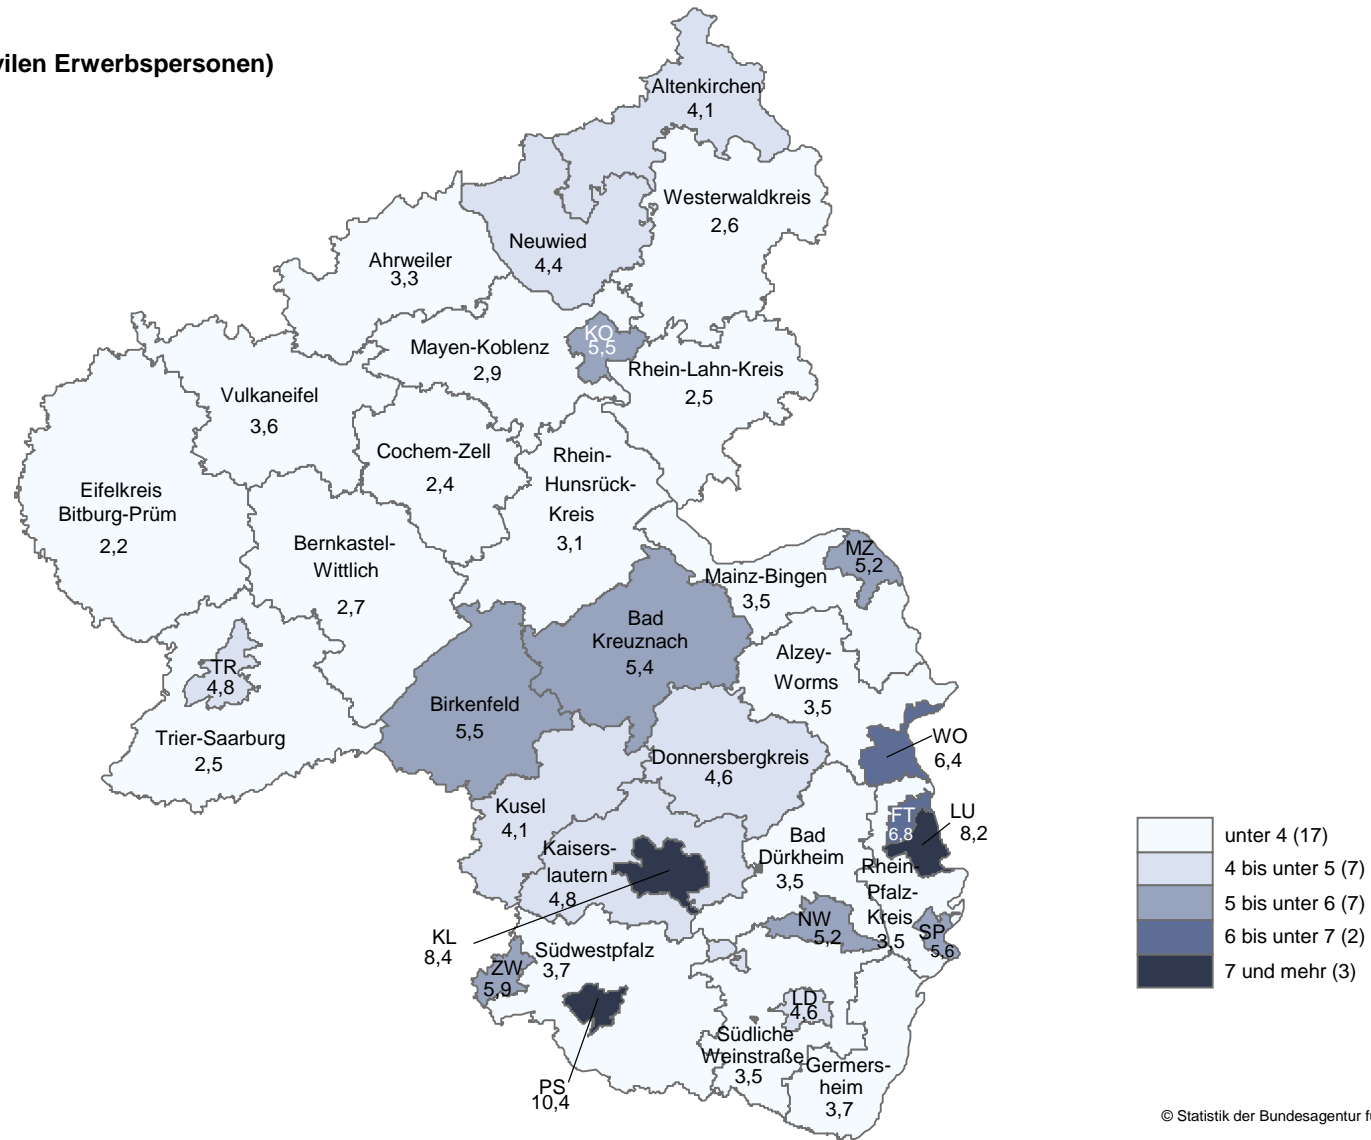 vilen Erwerbspersonen)
Altenkirchen
4,1
Westerwaldkreis
2,6
Neuwied
4,4
Ahrweiler
3,3
KO
5,5
Mayen-Koblenz
2,9
Rhein-Lahn-Kreis
2,5
Vulkaneifel
3,6
Cochem-Zell
2,4
Rhein-
Hunsrück-
Kreis
3,1
Eifelkreis
Bitburg-Prüm
2,2
Bernkastel-
Wittlich
2,7
MZ
5,2
Mainz-Bingen
3,5
Bad
Kreuznach
5,4
Alzey-
Worms
3,5
TR
4,8
Birkenfeld
5,5
Trier-Saarburg
2,5
WO
6,4
Donnersbergkreis
4,6
Kusel
4,1
FT
6,8
LU
8,2
Kaisers-
lautern
4,8
Bad
Dürkheim
3,5
Rhein-
Pfalz-
Kreis
3,5
KL
8,4
NW
5,2
SP
5,6
Südwestpfalz
3,7
ZW
5,9
LD
4,6
Südliche
Weinstraße
3,5
Germers-
heim
3,7
PS
10,4
unter 4 (17)
4 bis unter 5 (7)
5 bis unter 6 (7)
6 bis unter 7 (2)
7 und mehr (3)
© Statistik der Bundesagentur